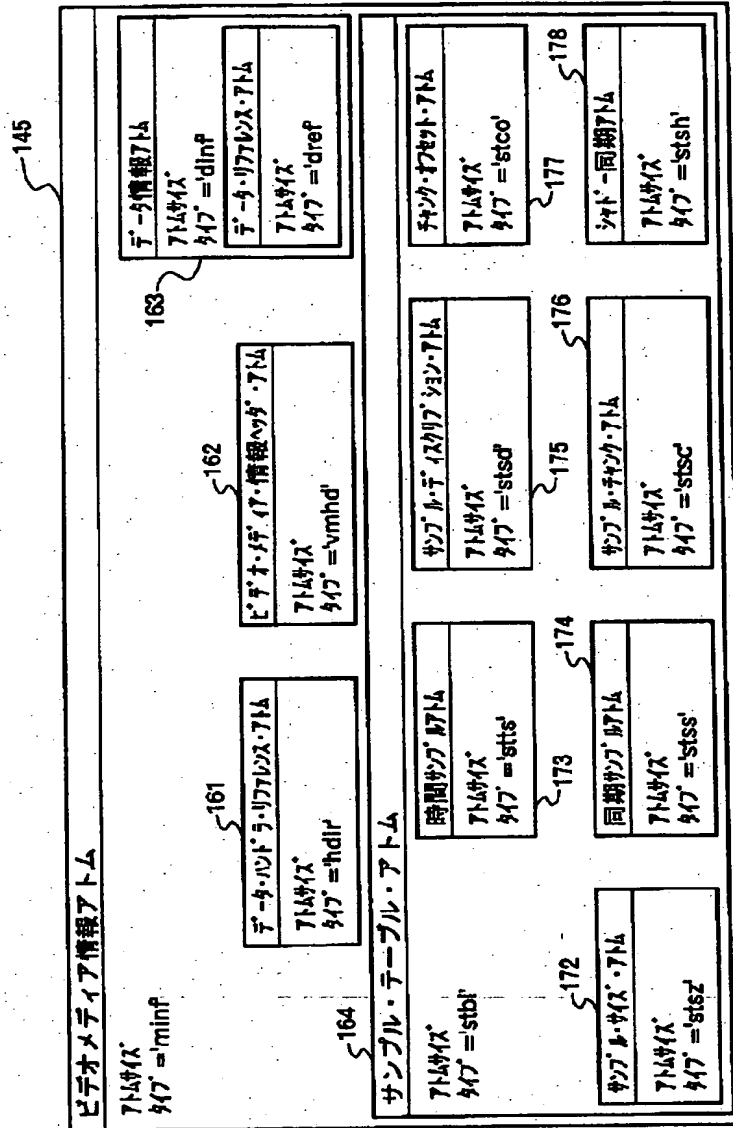 145
ビデオメディア情報アトム
アトムサイズ
タイプ='minf'
161
データ・ハンドラ・リファレンス・アトム
アトムサイズ
タイプ='hdlr'
162
ビデオ・メディア・情報ヘッダ・アトム
アトムサイズ
タイプ='vmhd'
163
データ情報アトム
アトムサイズ
タイプ='dinf'
データ・リファレンス・アトム
アトムサイズ
タイプ='dref'
164
サンプル・テーブル・アトム
アトムサイズ
タイプ='stbl'
172
サンプル・サイズ・アトム
アトムサイズ
タイプ='stsz'
時間サンプルアトム
アトムサイズ
タイプ='stts'
173
174
同期サンプルアトム
アトムサイズ
タイプ='stss'
サンプル・ディスクリプション・アトム
アトムサイズ
タイプ='stsd'
175
176
サンプル・チャンク・アトム
アトムサイズ
タイプ='stsc'
チャンク・オフセット・アトム
アトムサイズ
タイプ='stco'
177
178
シャドー同期アトム
アトムサイズ
タイプ='stsh'